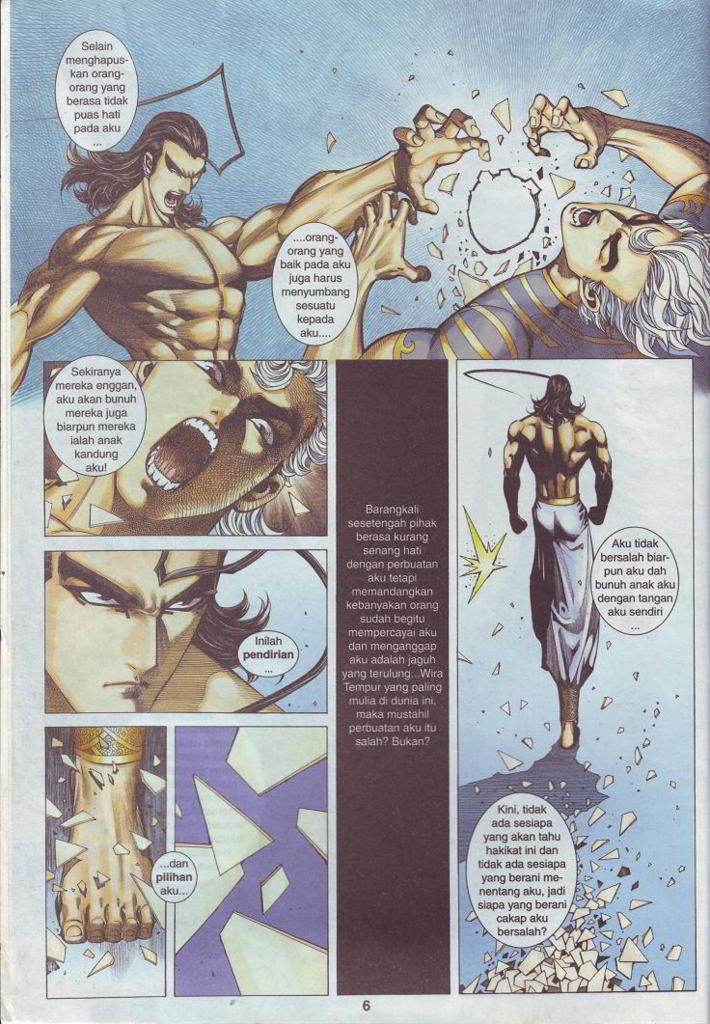 Selain
menghapus-
kan orang-
orang yang
berasa tidak
puas hati
pada aku
...
....orang-
orang yang
baik pada aku
juga harus
menyumbang
sesuatu
kepada
aku....
Sekiranya
mereka enggan,
aku akan bunuh
mereka juga
biarpun mereka
ialah anak
kandung
aku!
Inilah
pendirian
...
...dan
pilihan
aku...
Barangkali
sesetengah pihak
berasa kurang
senang hati
dengan perbuatan
aku tetapi
memandangkan
kebanyakan orang
sudah begitu
mempercayai aku
dan menganggap
aku adalah jaguh
yang terulung...Wira
Tempur yang paling
mulia di dunia ini,
maka mustahil
perbuatan aku itu
salah? Bukan?
Aku tidak
bersalah biar-
pun aku dah
bunuh anak aku
dengan tangan
aku sendiri
...
Kini, tidak
ada sesiapa
yang akan tahu
hakikat ini dan
tidak ada sesiapa
yang berani me-
nentang aku, jadi
siapa yang berani
cakap aku
bersalah?
6